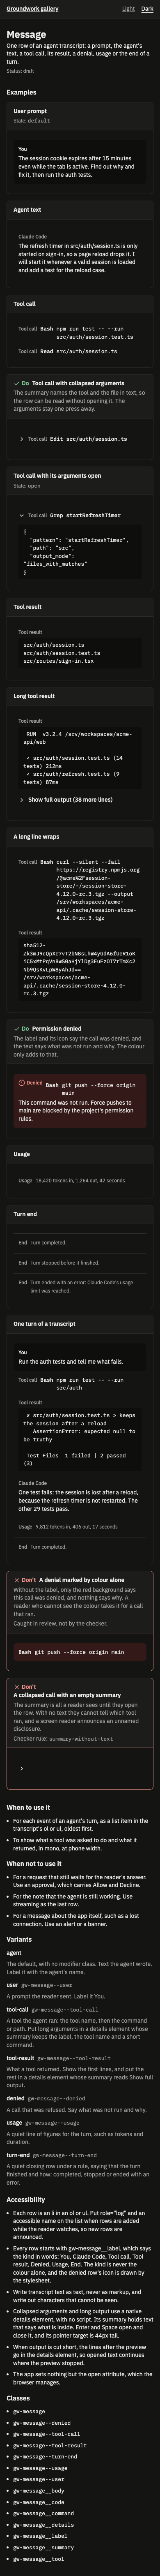 Groundwork gallery
Light Dark
Message
One row of an agent transcript: a prompt, the agent's
text, a tool call, its result, a denial, usage or the end of a
turn.
Status: draft
Examples
User prompt
State: default
You
The session cookie expires after 15 minutes
even while the tab is active. Find out why and
fix it, then run the auth tests.
Agent text
Claude Code
The refresh timer in src/auth/session.ts is only
started on sign-in, so a page reload drops it. I
will start it whenever a valid session is loaded
and add a test for the reload case.
Tool call
Tool call Bash npm run test -- --run
src/auth/session.test.ts
Tool call Read src/auth/session.ts
Do Tool call with collapsed arguments
The summary names the tool and the file in text, so
the row can be read without opening it. The
arguments stay one press away.
Tool call Edit src/auth/session.ts
Tool call with its arguments open
State: open
Tool call Grep startRefreshTimer
{
"pattern": "startRefreshTimer",
"path": "src",
"output_mode":
"files_with_matches"
}
Tool result
Tool result
src/auth/session.ts
src/auth/session.test.ts
src/routes/sign-in.tsx
Long tool result
Tool result
RUN v3.2.4 /srv/workspaces/acme-
api/web
✓ src/auth/session.test.ts (14
tests) 212ms
✓ src/auth/refresh.test.ts (9
tests) 87ms
Show full output (38 more lines)
A long line wraps
Tool call Bash curl --silent --fail
https://registry.npmjs.org
/@acme%2Fsession-
store/-/session-store-
4.12.0-rc.3.tgz --output
/srv/workspaces/acme-
api/.cache/session-store-
4.12.0-rc.3.tgz
Tool result
/srv/workspaces/acme-
api/.cache/session-store-4.12.0-
rc.3.tgz
Do Permission denied
The label and its icon say the call was denied, and
the text says what was not run and why. The colour
only adds to that.
Denied Bash git push --force origin
main
This command was not run. Force pushes to
main are blocked by the project's permission
rules.
Usage
Usage 18,420 tokens in, 1,264 out, 42 seconds
Turn end
End Turn completed.
End Turn stopped before it finished.
End Turn ended with an error: Claude Code's usage
limit was reached.
One turn of a transcript
You
Run the auth tests and tell me what fails.
Tool call Bash npm run test -- --run
src/auth
Tool result
✗ src/auth/session.test.ts > keeps
the session after a reload
AssertionError: expected null to
be truthy
Test Files 1 failed | 2 passed
(3)
Claude Code
One test fails: the session is lost after a reload,
because the refresh timer is not restarted. The
other 29 tests pass.
Usage 9,812 tokens in, 406 out, 17 seconds
End Turn completed.
Don't A denial marked by colour alone
Without the label, only the red background says
this call was denied, and nothing says why. A
reader who cannot see the colour takes it for a call
that ran.
Caught in review, not by the checker.
Bash git push --force origin main
Don't
A collapsed call with an empty summary
The summary is all a reader sees until they open
the row. With no text they cannot tell which tool
ran, and a screen reader announces an unnamed
disclosure.
Checker rule: summary-without-text
When to use it
For each event of an agent's turn, as a list item in the
transcript's ol or ul, oldest first.
To show what a tool was asked to do and what it
returned, in mono, at phone width.
When not to use it
For a request that still waits for the reader's answer.
Use an approval, which carries Allow and Decline.
For the note that the agent is still working. Use
streaming as the last row.
For a message about the app itself, such as a lost
connection. Use an alert or a banner.
Variants
agent
The default, with no modifier class. Text the agent wrote.
Label it with the agent's name.
user gw-message--user
A prompt the reader sent. Label it You.
tool-call gw-message--tool-call
A tool the agent ran: the tool name, then the command
or path. Put long arguments in a details element whose
summary keeps the label, the tool name and a short
command.
tool-result gw-message--tool-result
What a tool returned. Show the first lines, and put the
rest in a details element whose summary reads Show full
output.
denied gw-message--denied
A call that was refused. Say what was not run and why.
usage gw-message--usage
A quiet line of figures for the turn, such as tokens and
duration.
turn-end gw-message--turn-end
A quiet closing row under a rule, saying that the turn
finished and how: completed, stopped or ended with an
error.
Accessibility
Each row is an li in an ol or ul. Put role="log" and an
accessible name on the list when rows are added
while the reader watches, so new rows are
announced.
Every row starts with gw-message__label, which says
the kind in words: You, Claude Code, Tool call, Tool
result, Denied, Usage, End. The kind is never the
colour alone, and the denied row's icon is drawn by
the stylesheet.
Write transcript text as text, never as markup, and
write out characters that cannot be seen.
Collapsed arguments and long output use a native
details element, with no script. Its summary holds text
that says what is inside. Enter and Space open and
close it, and its pointer target is 44px tall.
When output is cut short, the lines after the preview
go in the details element, so opened text continues
where the preview stopped.
The app sets nothing but the open attribute, which the
browser manages.
Classes
gw-message
gw-message--denied
gw-message--tool-call
gw-message--tool-result
gw-message--turn-end
gw-message--usage
gw-message--user
gw-message__body
gw-message__code
gw-message__command
gw-message__details
gw-message__label
gw-message__summary
gw-message__tool